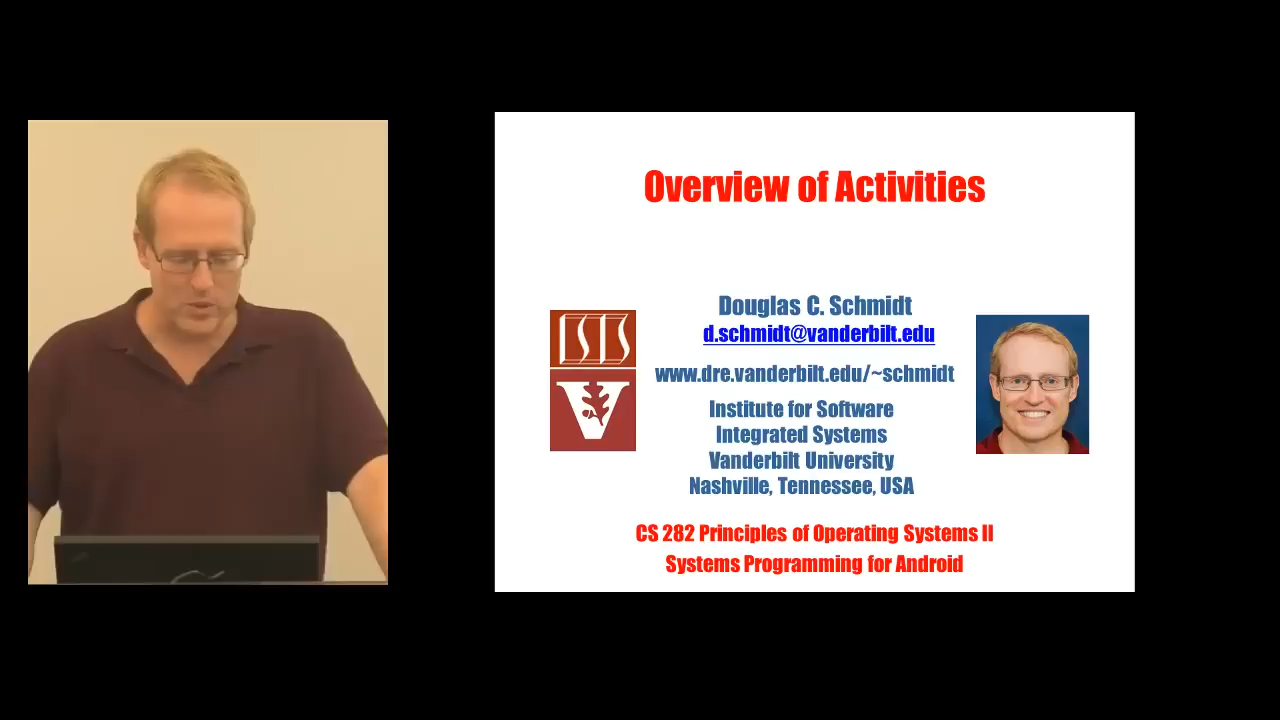 Overview of Activities
Douglas C. Schmidt
d.schmidt@vanderbilt.edu
www.dre.vanderbilt.edu/~schmidt
ISIS
V
Institute for Software
Integrated Systems
Vanderbilt University
Nashville, Tennessee, USA
CS 282 Principles of Operating Systems II
Systems Programming for Android